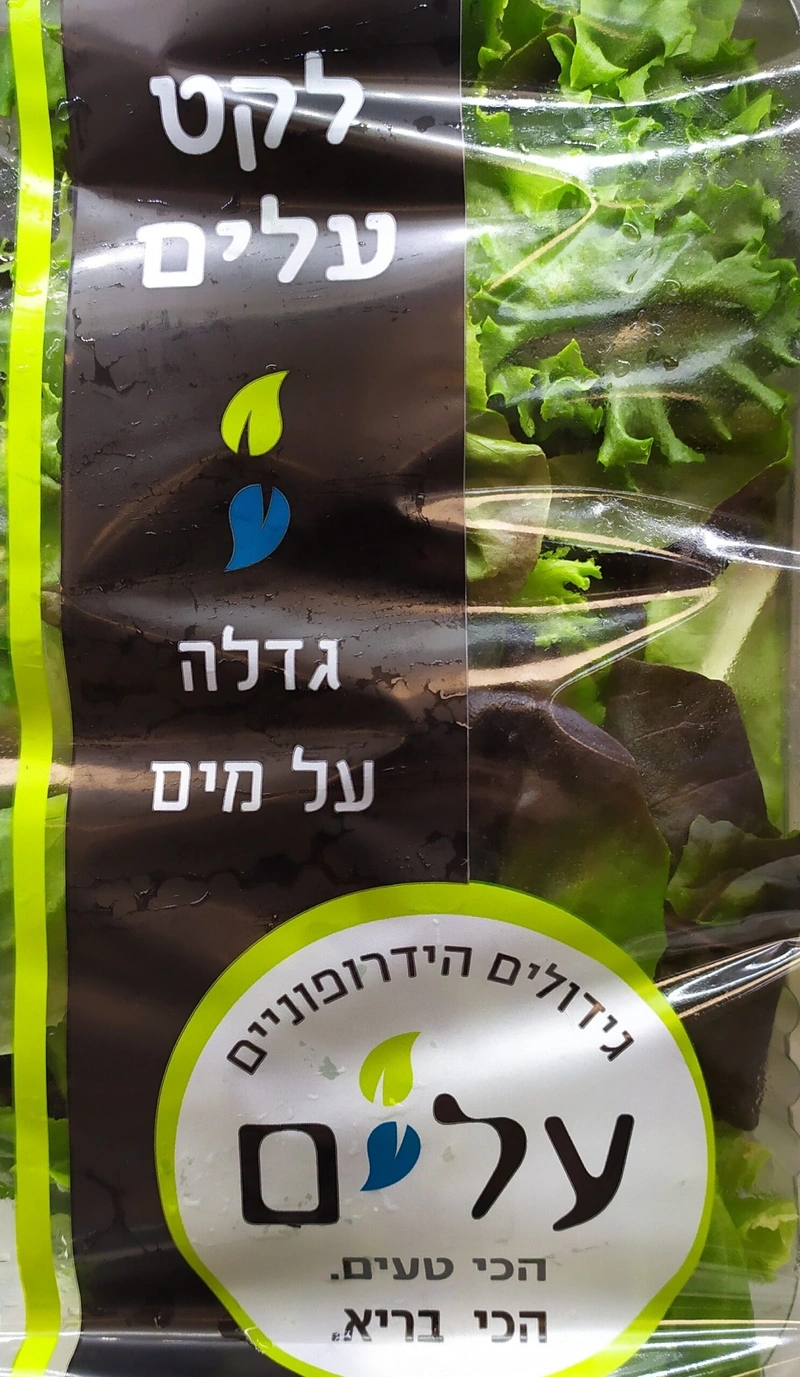 לקט
עלים
גדלה
על מים
גידולים הידרופוניים
עלים
הכי טעים.
הכי בריא.